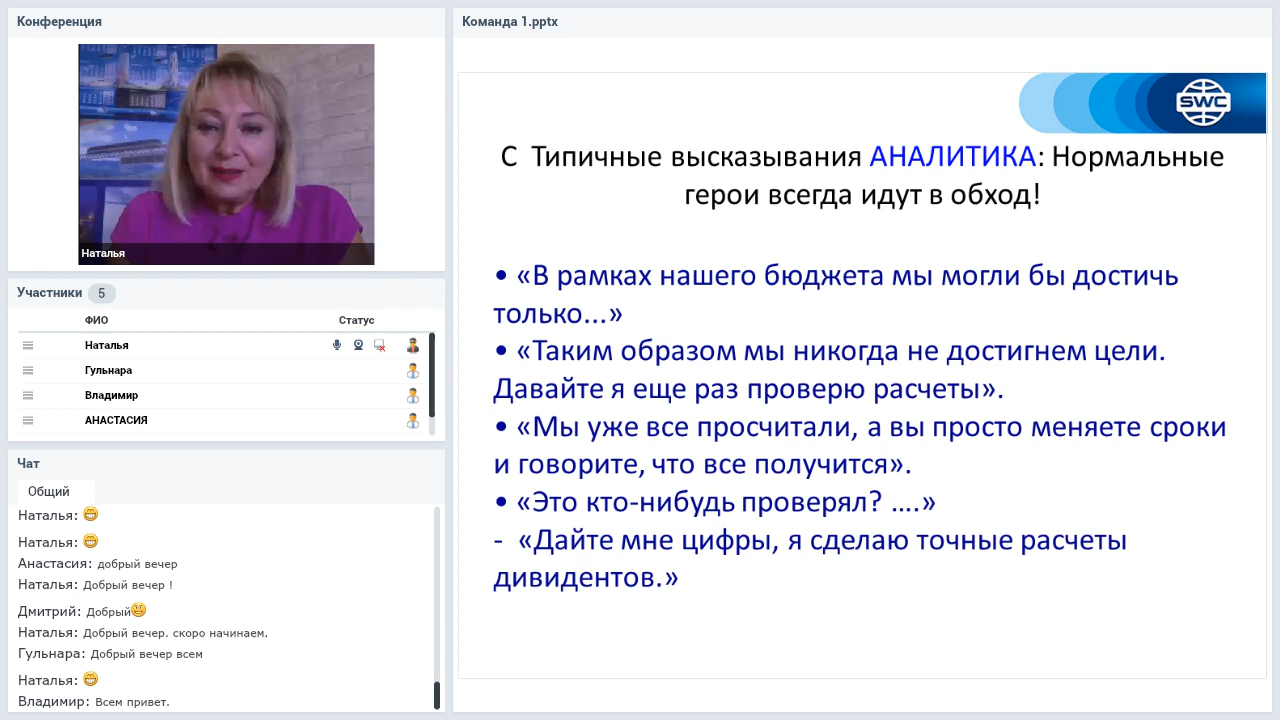 Конференция
Наталья
Участники 5
ФИО Статус
Наталья
Гульнара
Владимир
АНАСТАСИЯ
Чат
Общий
Наталья:
Наталья:
Анастасия: добрый вечер
Наталья: Добрый вечер !
Дмитрий: Добрый
Наталья: Добрый вечер. скоро начинаем.
Гульнара: Добрый вечер всем
Наталья:
Владимир: Всем привет.
Команда 1.pptx
SWC
С Типичные высказывания АНАЛИТИКА: Нормальные
герои всегда идут в обход!
• «В рамках нашего бюджета мы могли бы достичь
только...»
• «Таким образом мы никогда не достигнем цели.
Давайте я еще раз проверю расчеты».
• «Мы уже все просчитали, а вы просто меняете сроки
и говорите, что все получится».
• «Это кто-нибудь проверял? ....»
- «Дайте мне цифры, я сделаю точные расчеты
дивидентов.»